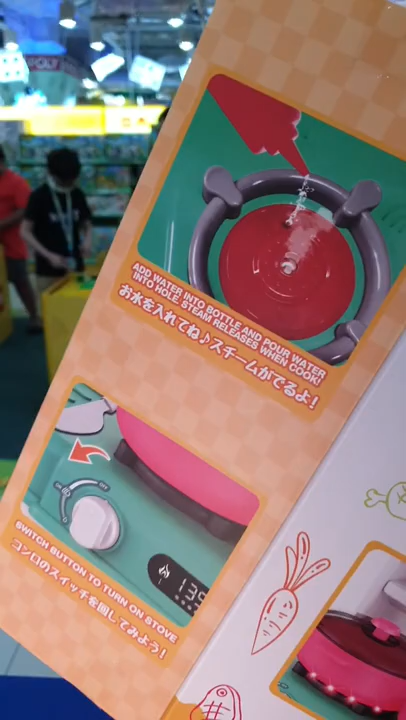 ADD WATER INTO BOTTLE AND POUR WATER
INTO HOLE. STEAM RELEASES WHEN COOK!
お水を入れてね♪スチームがでるよ!
139
SWITCH BUTTON TO TURN ON STOVE
コンロのスイッチを回してみよう!